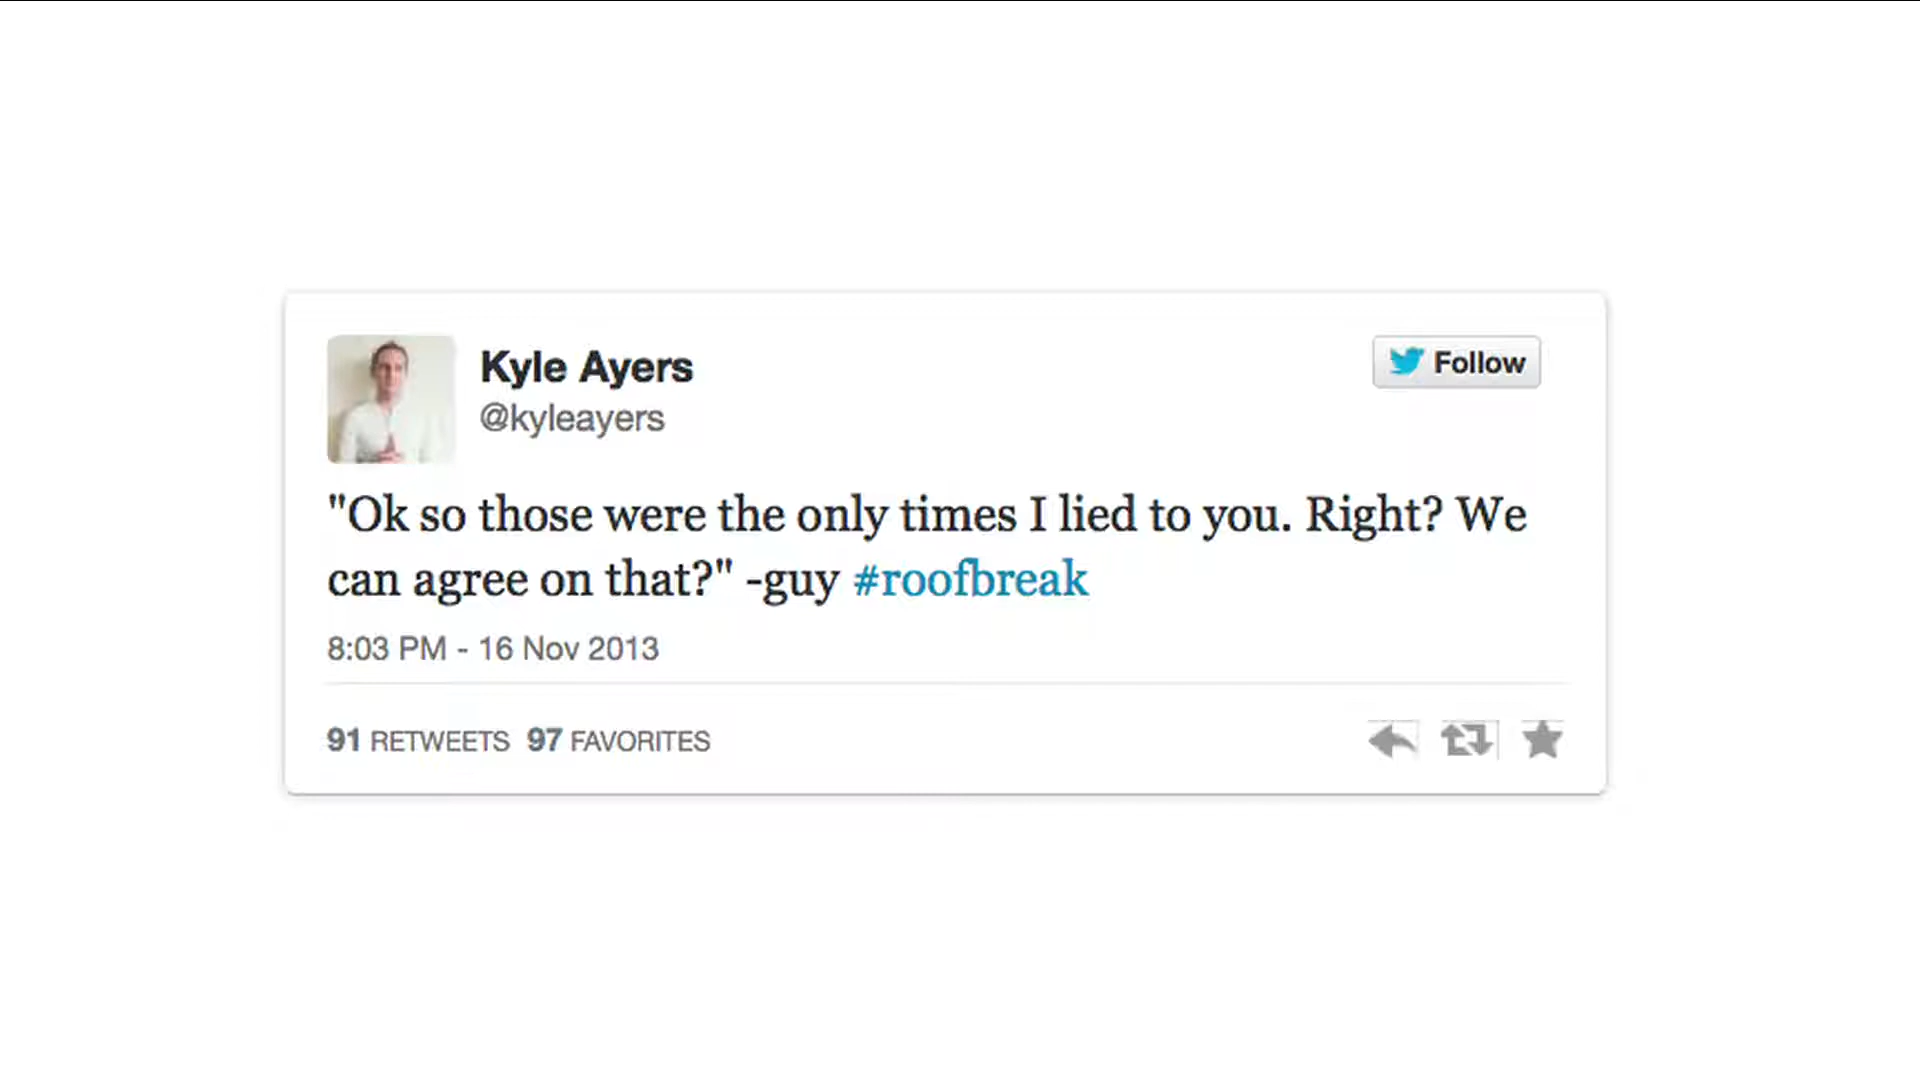 Kyle Ayers
Follow
@kyleayers
"Ok so those were the only times I lied to you. Right? We
can agree on that?" -guy #roofbreak
8:03 PM - 16 Nov 2013
91 RETWEETS 97 FAVORITES